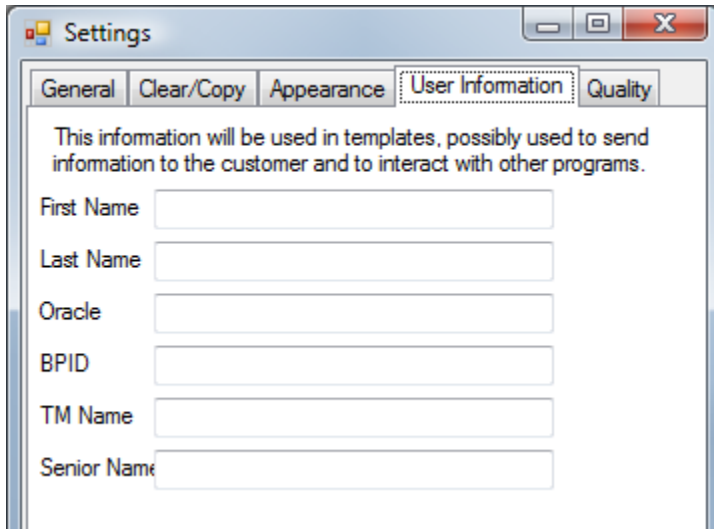 Settings
General Clear/Copy Appearance User Information Quality
This information will be used in templates, possibly used to send
information to the customer and to interact with other programs.
First Name
Last Name
Oracle
BPID
TM Name
Senior Name